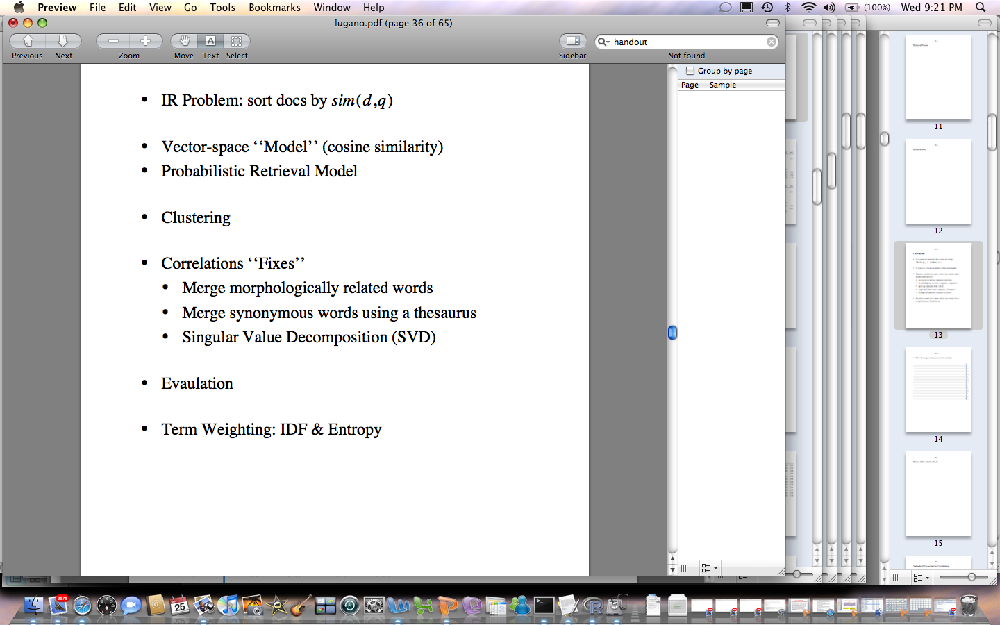 Preview File Edit View Go Tools Bookmarks Window Help (100%) Wed 9:21 PM
lugano.pdf (page 36 of 65)
Previous Next Zoom Move Text Select Sidebar
handout
Not found
Group by page
Page Sample
• IR Problem: sort docs by sim(d,q)
• Vector-space ‘‘Model’’ (cosine similarity)
• Probabilistic Retrieval Model
• Clustering
• Correlations ‘‘Fixes’’
• Merge morphologically related words
• Merge synonymous words using a thesaurus
• Singular Value Decomposition (SVD)
• Evaulation
• Term Weighting: IDF & Entropy
11
12
13
14
15
3875
NOV
25